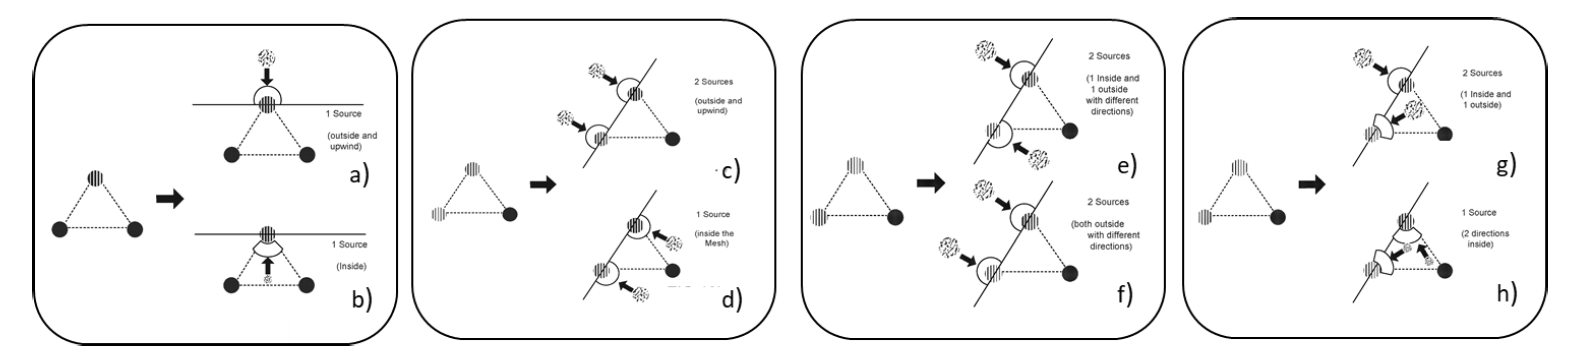 1 Source
(outside and
upwind)
a)
1 Source
(Inside)
b)
2 Sources
(outside and
upwind)
c)
1 Source
(inside the
Mesh)
d)
2 Sources
(1 Inside and
1 outside
with different
directions)
e)
2 Sources
(both outside
with different
directions)
f)
2 Sources
(1 Inside and
1 outside)
g)
1 Source
(2 directions
inside)
h)